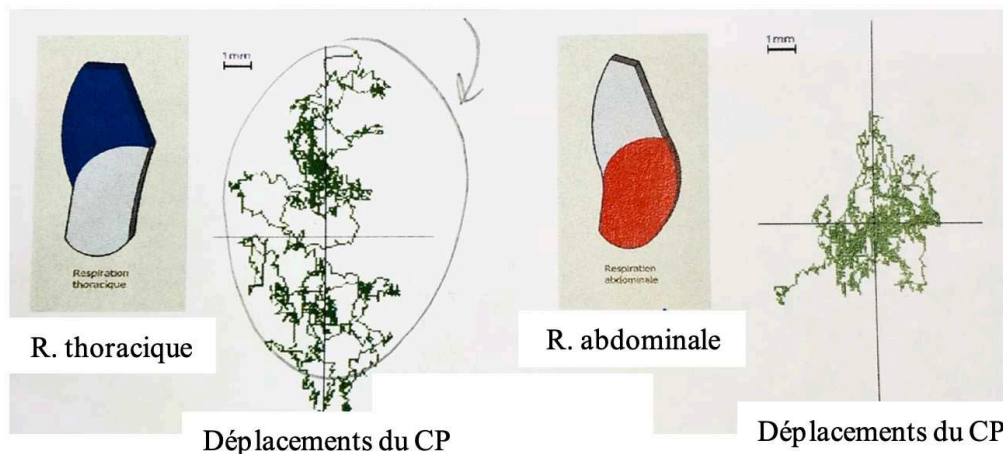 1mm
Respiration
thoracique
R. thoracique
Déplacements du CP
1mm
Respiration
abdominale
R. abdominale
Déplacements du CP